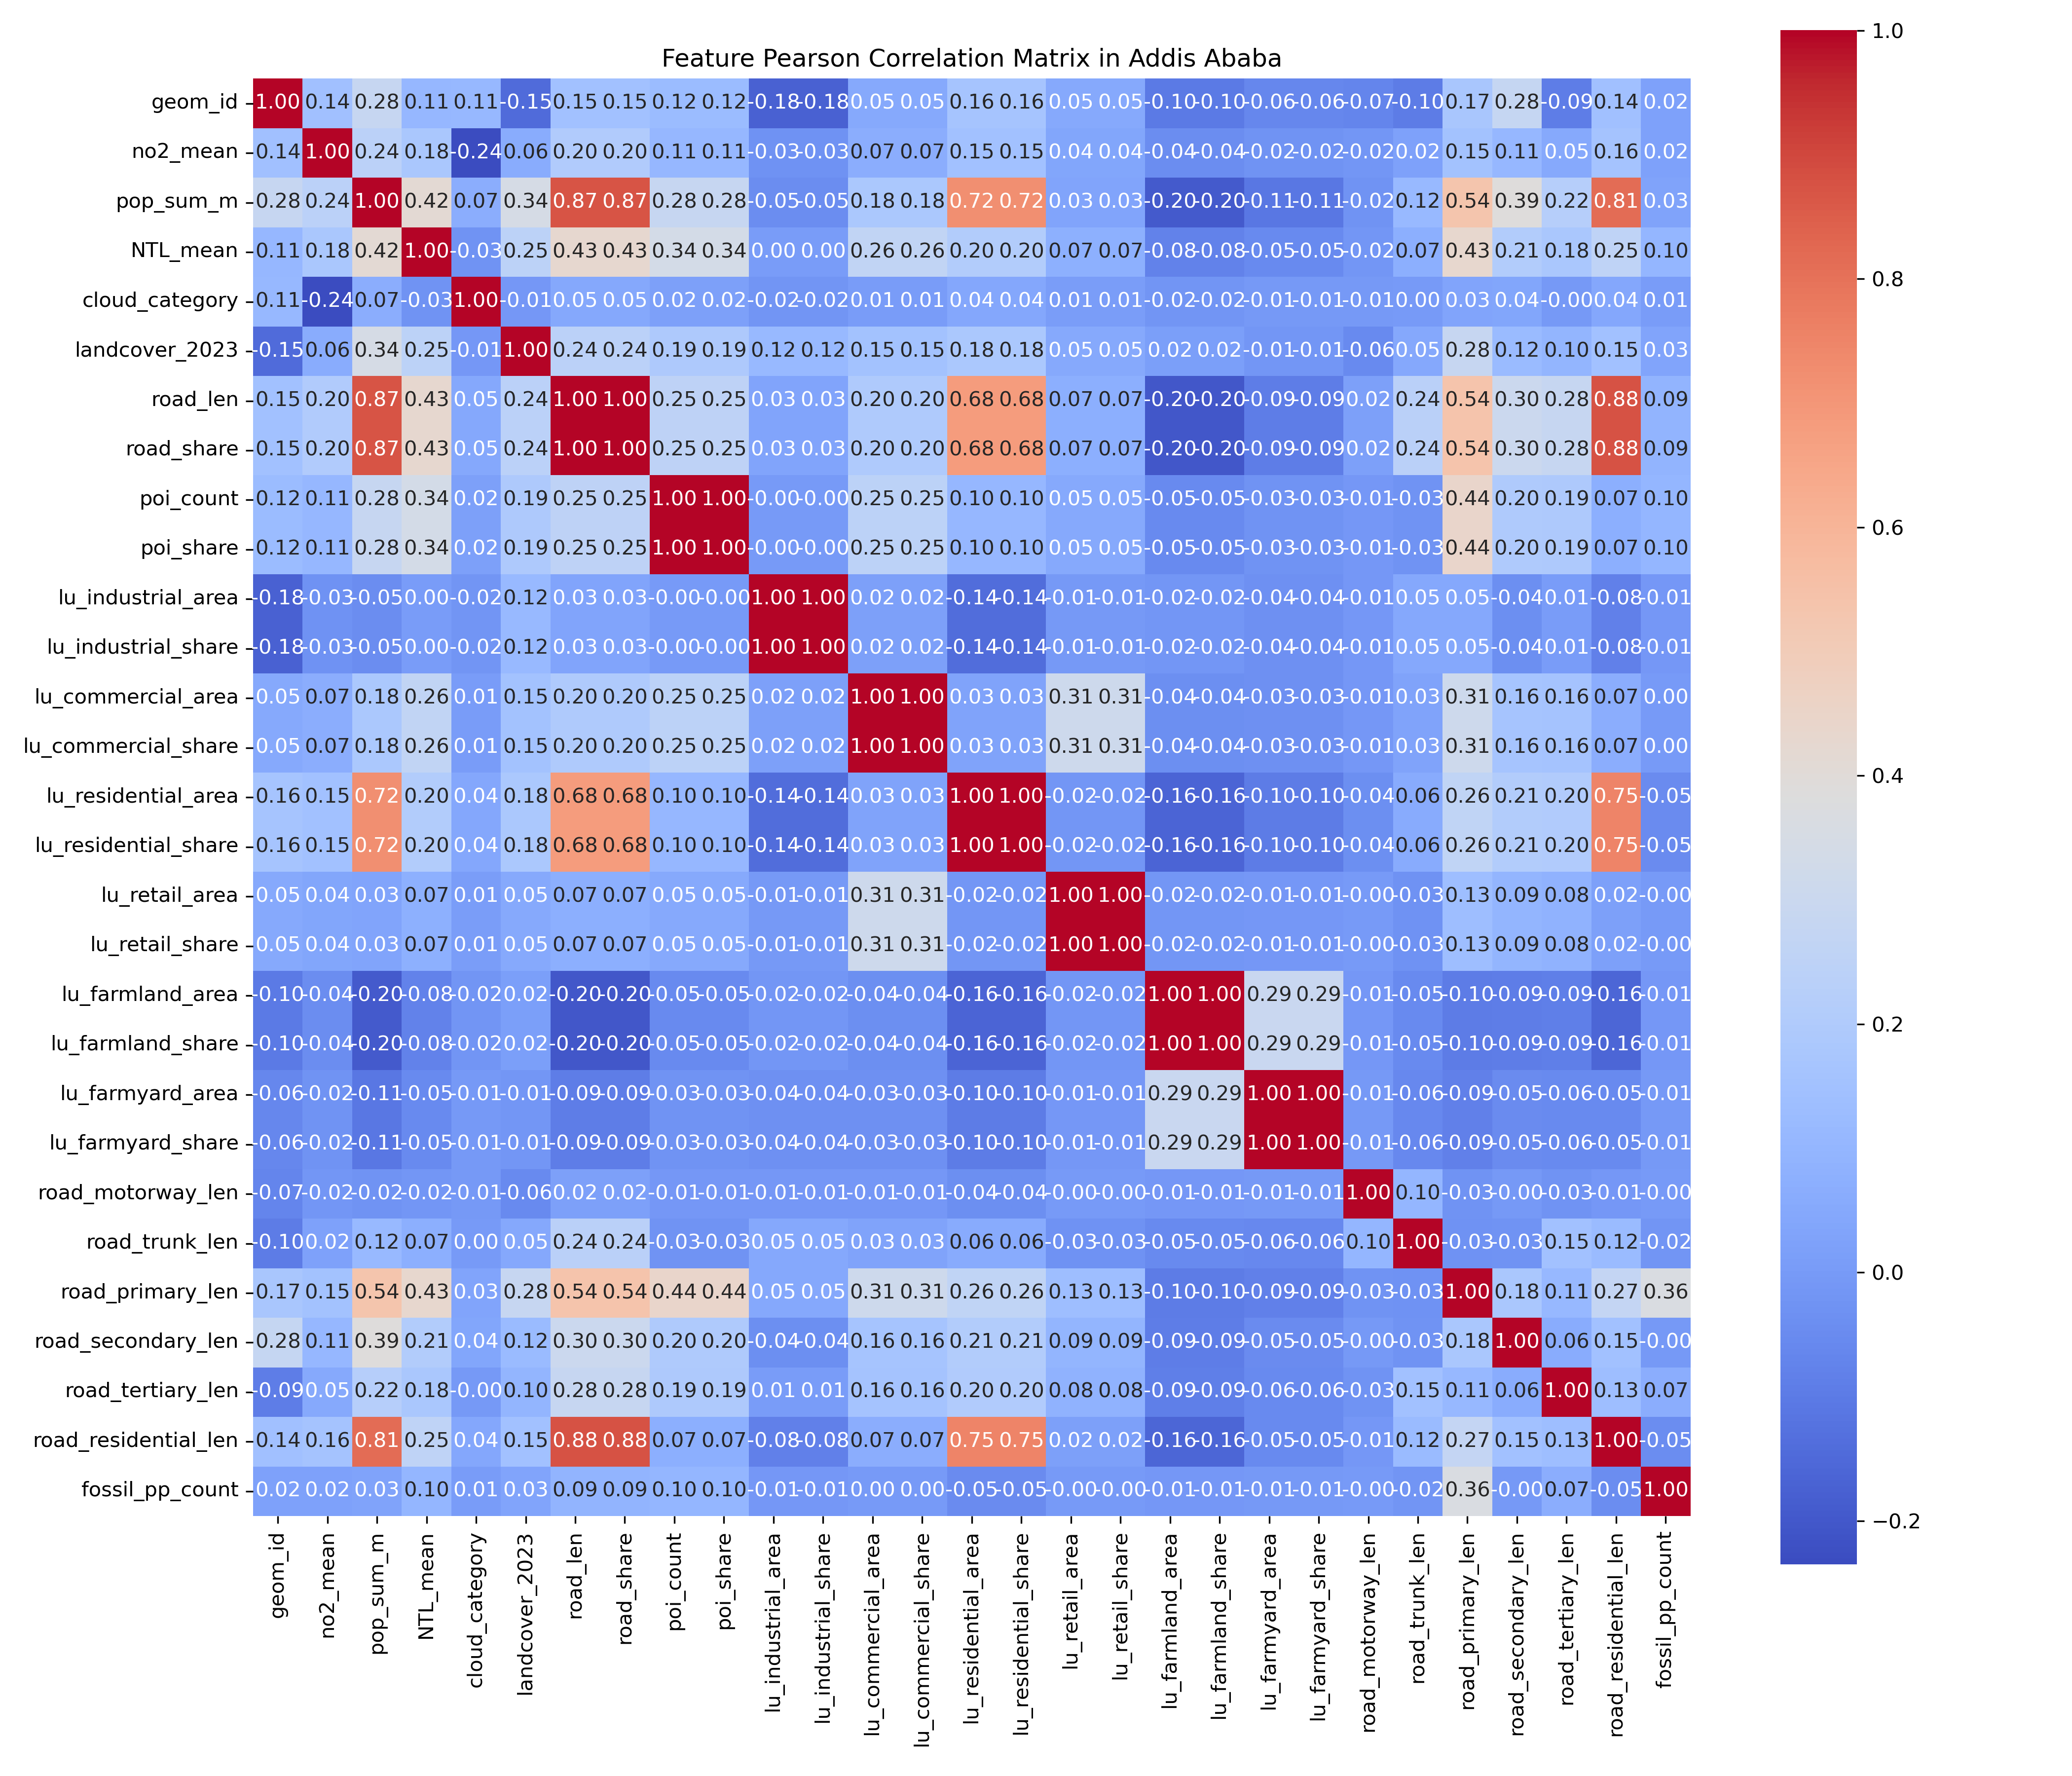 Feature Pearson Correlation Matrix in Addis Ababa
geom_id 1.00 0.14 0.28 0.11 0.11 -0.15 0.15 0.15 0.12 0.12 -0.18 -0.18 0.05 0.05 0.16 0.16 0.05 0.05 -0.10 -0.10 -0.06 -0.06 -0.07 -0.10 0.17 0.28 -0.09 0.14 0.02
no2_mean 0.14 1.00 0.24 0.18 -0.24 0.06 0.20 0.20 0.11 0.11 -0.03 -0.03 0.07 0.07 0.15 0.15 0.04 0.04 -0.04 -0.04 -0.02 -0.02 -0.02 0.02 0.15 0.11 0.05 0.16 0.02
pop_sum_m 0.28 0.24 1.00 0.42 0.07 0.34 0.87 0.87 0.28 0.28 -0.05 -0.05 0.18 0.18 0.72 0.72 0.03 0.03 -0.20 -0.20 -0.11 -0.11 -0.02 0.12 0.54 0.39 0.22 0.81 0.03
NTL_mean 0.11 0.18 0.42 1.00 -0.03 0.25 0.43 0.43 0.34 0.34 0.00 0.00 0.26 0.26 0.20 0.20 0.07 0.07 -0.08 -0.08 -0.05 -0.05 -0.02 0.07 0.43 0.21 0.18 0.25 0.10
cloud_category 0.11 -0.24 0.07 -0.03 1.00 -0.01 0.05 0.05 0.02 0.02 -0.02 -0.02 0.01 0.01 0.04 0.04 0.01 0.01 -0.02 -0.02 -0.01 -0.01 -0.01 0.00 0.03 0.04 -0.00 0.04 0.01
landcover_2023 -0.15 0.06 0.34 0.25 -0.01 1.00 0.24 0.24 0.19 0.19 0.12 0.12 0.15 0.15 0.18 0.18 0.05 0.05 0.02 0.02 -0.01 -0.01 -0.06 0.05 0.28 0.12 0.10 0.15 0.03
road_len 0.15 0.20 0.87 0.43 0.05 0.24 1.00 1.00 0.25 0.25 0.03 0.03 0.20 0.20 0.68 0.68 0.07 0.07 -0.20 -0.20 -0.09 -0.09 0.02 0.24 0.54 0.30 0.28 0.88 0.09
road_share 0.15 0.20 0.87 0.43 0.05 0.24 1.00 1.00 0.25 0.25 0.03 0.03 0.20 0.20 0.68 0.68 0.07 0.07 -0.20 -0.20 -0.09 -0.09 0.02 0.24 0.54 0.30 0.28 0.88 0.09
poi_count 0.12 0.11 0.28 0.34 0.02 0.19 0.25 0.25 1.00 1.00 -0.00 -0.00 0.25 0.25 0.10 0.10 0.05 0.05 -0.05 -0.05 -0.03 -0.03 -0.01 -0.03 0.44 0.20 0.19 0.07 0.10
poi_share 0.12 0.11 0.28 0.34 0.02 0.19 0.25 0.25 1.00 1.00 -0.00 -0.00 0.25 0.25 0.10 0.10 0.05 0.05 -0.05 -0.05 -0.03 -0.03 -0.01 -0.03 0.44 0.20 0.19 0.07 0.10
lu_industrial_area -0.18 -0.03 -0.05 0.00 -0.02 0.12 0.03 0.03 -0.00 -0.00 1.00 1.00 0.02 0.02 -0.14 -0.14 -0.01 -0.01 -0.02 -0.02 -0.04 -0.04 -0.01 0.05 0.05 -0.04 0.01 -0.08 -0.01
lu_industrial_share -0.18 -0.03 -0.05 0.00 -0.02 0.12 0.03 0.03 -0.00 -0.00 1.00 1.00 0.02 0.02 -0.14 -0.14 -0.01 -0.01 -0.02 -0.02 -0.04 -0.04 -0.01 0.05 0.05 -0.04 0.01 -0.08 -0.01
lu_commercial_area 0.05 0.07 0.18 0.26 0.01 0.15 0.20 0.20 0.25 0.25 0.02 0.02 1.00 1.00 0.03 0.03 0.31 0.31 -0.04 -0.04 -0.03 -0.03 -0.01 0.03 0.31 0.16 0.16 0.07 0.00
lu_commercial_share 0.05 0.07 0.18 0.26 0.01 0.15 0.20 0.20 0.25 0.25 0.02 0.02 1.00 1.00 0.03 0.03 0.31 0.31 -0.04 -0.04 -0.03 -0.03 -0.01 0.03 0.31 0.16 0.16 0.07 0.00
lu_residential_area 0.16 0.15 0.72 0.20 0.04 0.18 0.68 0.68 0.10 0.10 -0.14 -0.14 0.03 0.03 1.00 1.00 -0.02 -0.02 -0.16 -0.16 -0.10 -0.10 -0.04 0.06 0.26 0.21 0.20 0.75 -0.05
lu_residential_share 0.16 0.15 0.72 0.20 0.04 0.18 0.68 0.68 0.10 0.10 -0.14 -0.14 0.03 0.03 1.00 1.00 -0.02 -0.02 -0.16 -0.16 -0.10 -0.10 -0.04 0.06 0.26 0.21 0.20 0.75 -0.05
lu_retail_area 0.05 0.04 0.03 0.07 0.01 0.05 0.07 0.07 0.05 0.05 -0.01 -0.01 0.31 0.31 -0.02 -0.02 1.00 1.00 -0.02 -0.02 -0.01 -0.01 -0.00 -0.03 0.13 0.09 0.08 0.02 -0.00
lu_retail_share 0.05 0.04 0.03 0.07 0.01 0.05 0.07 0.07 0.05 0.05 -0.01 -0.01 0.31 0.31 -0.02 -0.02 1.00 1.00 -0.02 -0.02 -0.01 -0.01 -0.00 -0.03 0.13 0.09 0.08 0.02 -0.00
lu_farmland_area -0.10 -0.04 -0.20 -0.08 -0.02 0.02 -0.20 -0.20 -0.05 -0.05 -0.02 -0.02 -0.04 -0.04 -0.16 -0.16 -0.02 -0.02 1.00 1.00 0.29 0.29 -0.01 -0.05 -0.10 -0.09 -0.09 -0.16 -0.01
lu_farmland_share -0.10 -0.04 -0.20 -0.08 -0.02 0.02 -0.20 -0.20 -0.05 -0.05 -0.02 -0.02 -0.04 -0.04 -0.16 -0.16 -0.02 -0.02 1.00 1.00 0.29 0.29 -0.01 -0.05 -0.10 -0.09 -0.09 -0.16 -0.01
lu_farmyard_area -0.06 -0.02 -0.11 -0.05 -0.01 -0.01 -0.09 -0.09 -0.03 -0.03 -0.04 -0.04 -0.03 -0.03 -0.10 -0.10 -0.01 -0.01 0.29 0.29 1.00 1.00 -0.01 -0.06 -0.09 -0.05 -0.06 -0.05 -0.01
lu_farmyard_share -0.06 -0.02 -0.11 -0.05 -0.01 -0.01 -0.09 -0.09 -0.03 -0.03 -0.04 -0.04 -0.03 -0.03 -0.10 -0.10 -0.01 -0.01 0.29 0.29 1.00 1.00 -0.01 -0.06 -0.09 -0.05 -0.06 -0.05 -0.01
road_motorway_len -0.07 -0.02 -0.02 -0.02 -0.01 -0.06 0.02 0.02 -0.01 -0.01 -0.01 -0.01 -0.01 -0.01 -0.04 -0.04 -0.00 -0.00 -0.01 -0.01 -0.01 -0.01 1.00 0.10 -0.03 -0.00 -0.03 -0.01 -0.00
road_trunk_len -0.10 0.02 0.12 0.07 0.00 0.05 0.24 0.24 -0.03 -0.03 0.05 0.05 0.03 0.03 0.06 0.06 -0.03 -0.03 -0.05 -0.05 -0.06 -0.06 0.10 1.00 -0.03 -0.03 0.15 0.12 -0.02
road_primary_len 0.17 0.15 0.54 0.43 0.03 0.28 0.54 0.54 0.44 0.44 0.05 0.05 0.31 0.31 0.26 0.26 0.13 0.13 -0.10 -0.10 -0.09 -0.09 -0.03 -0.03 1.00 0.18 0.11 0.27 0.36
road_secondary_len 0.28 0.11 0.39 0.21 0.04 0.12 0.30 0.30 0.20 0.20 -0.04 -0.04 0.16 0.16 0.21 0.21 0.09 0.09 -0.09 -0.09 -0.05 -0.05 -0.00 -0.03 0.18 1.00 0.06 0.15 -0.00
road_tertiary_len -0.09 0.05 0.22 0.18 -0.00 0.10 0.28 0.28 0.19 0.19 0.01 0.01 0.16 0.16 0.20 0.20 0.08 0.08 -0.09 -0.09 -0.06 -0.06 -0.03 0.15 0.11 0.06 1.00 0.13 0.07
road_residential_len 0.14 0.16 0.81 0.25 0.04 0.15 0.88 0.88 0.07 0.07 -0.08 -0.08 0.07 0.07 0.75 0.75 0.02 0.02 -0.16 -0.16 -0.05 -0.05 -0.01 0.12 0.27 0.15 0.13 1.00 -0.05
fossil_pp_count 0.02 0.02 0.03 0.10 0.01 0.03 0.09 0.09 0.10 0.10 -0.01 -0.01 0.00 0.00 -0.05 -0.05 -0.00 -0.00 -0.01 -0.01 -0.01 -0.01 -0.00 -0.02 0.36 -0.00 0.07 -0.05 1.00
geom_id
no2_mean
pop_sum_m
NTL_mean
cloud_category
landcover_2023
road_len
road_share
poi_count
poi_share
lu_industrial_area
lu_industrial_share
lu_commercial_area
lu_commercial_share
lu_residential_area
lu_residential_share
lu_retail_area
lu_retail_share
lu_farmland_area
lu_farmland_share
lu_farmyard_area
lu_farmyard_share
road_motorway_len
road_trunk_len
road_primary_len
road_secondary_len
road_tertiary_len
road_residential_len
fossil_pp_count
1.0
0.8
0.6
0.4
0.2
0.0
−0.2